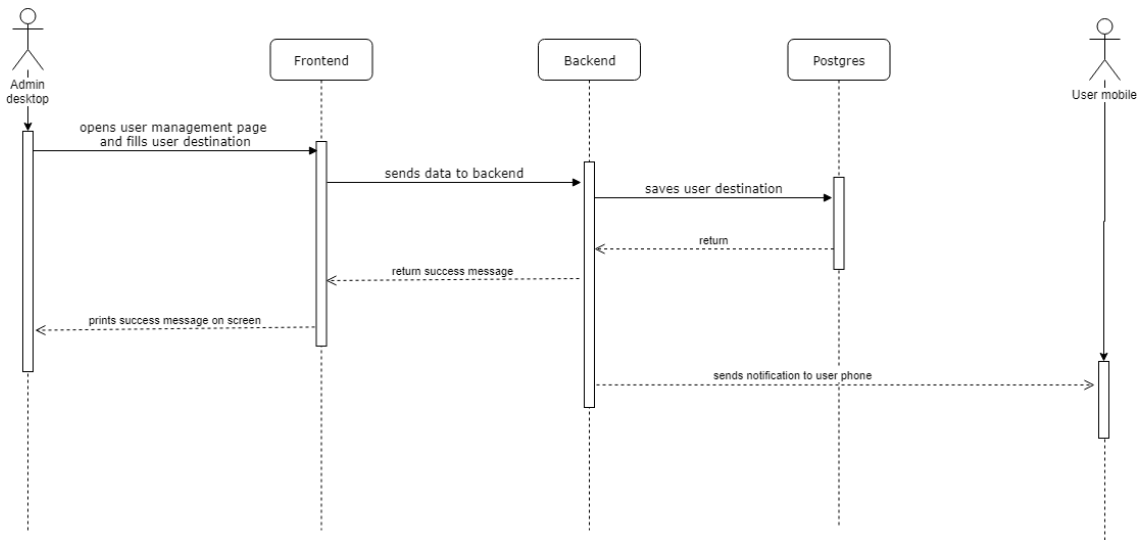 Frontend
Backend
Postgres
Admin
desktop
User mobile
opens user management page
and fills user destination
sends data to backend
saves user destination
return
return success message
prints success message on screen
sends notification to user phone